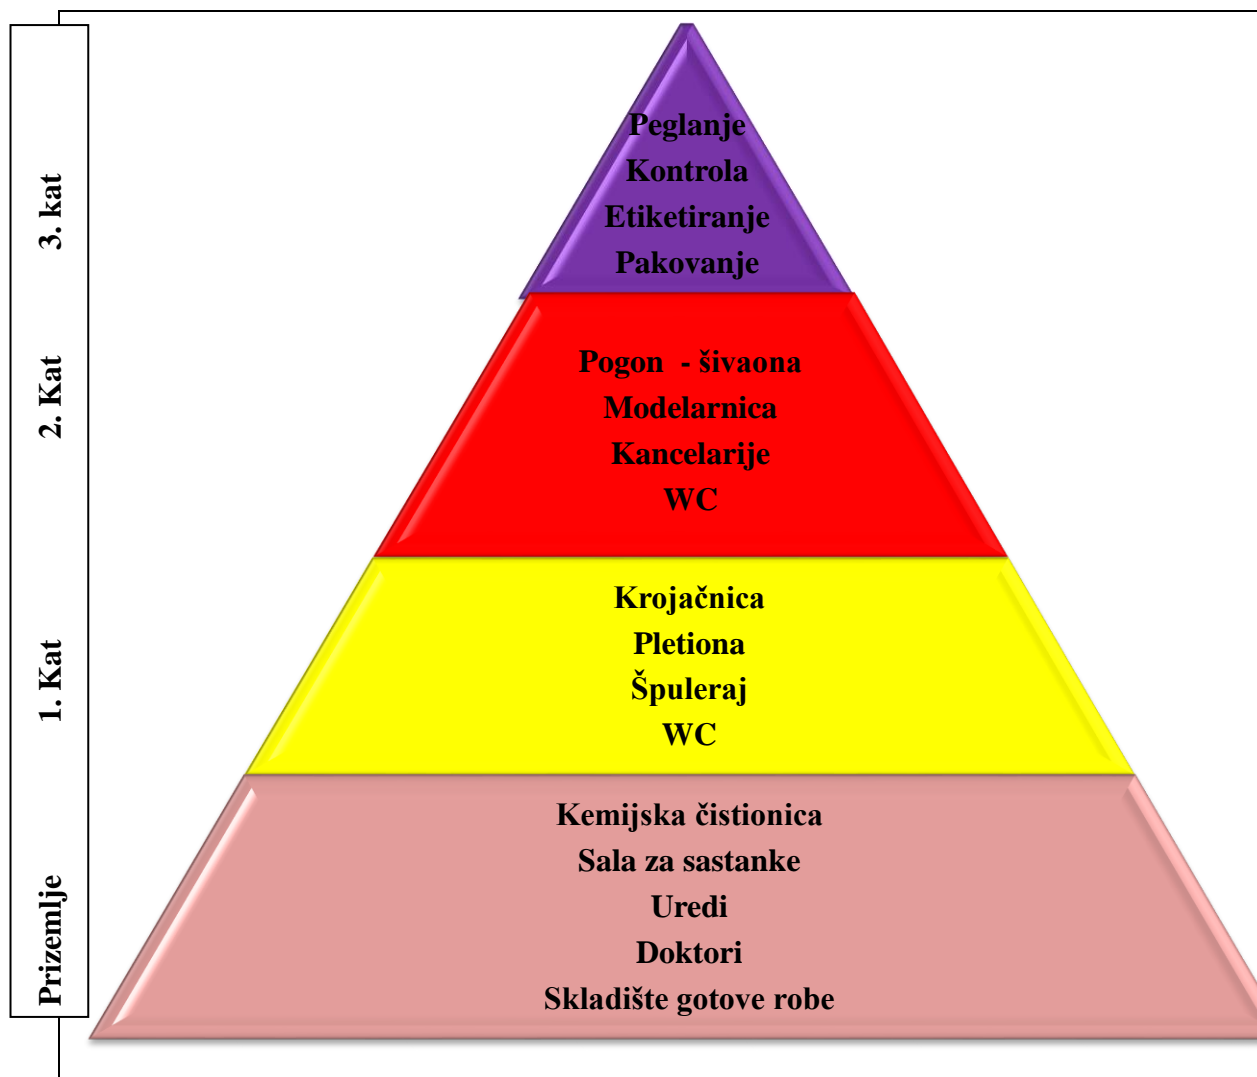 3. kat
Peglanje
Kontrola
Etiketiranje
Pakovanje
2. Kat
Pogon - šivaona
Modelarnica
Kancelarije
WC
1. Kat
Krojačnica
Pletiona
Špuleraj
WC
Prizemlje
Kemijska čistionica
Sala za sastanke
Uredi
Doktori
Skladište gotove robe